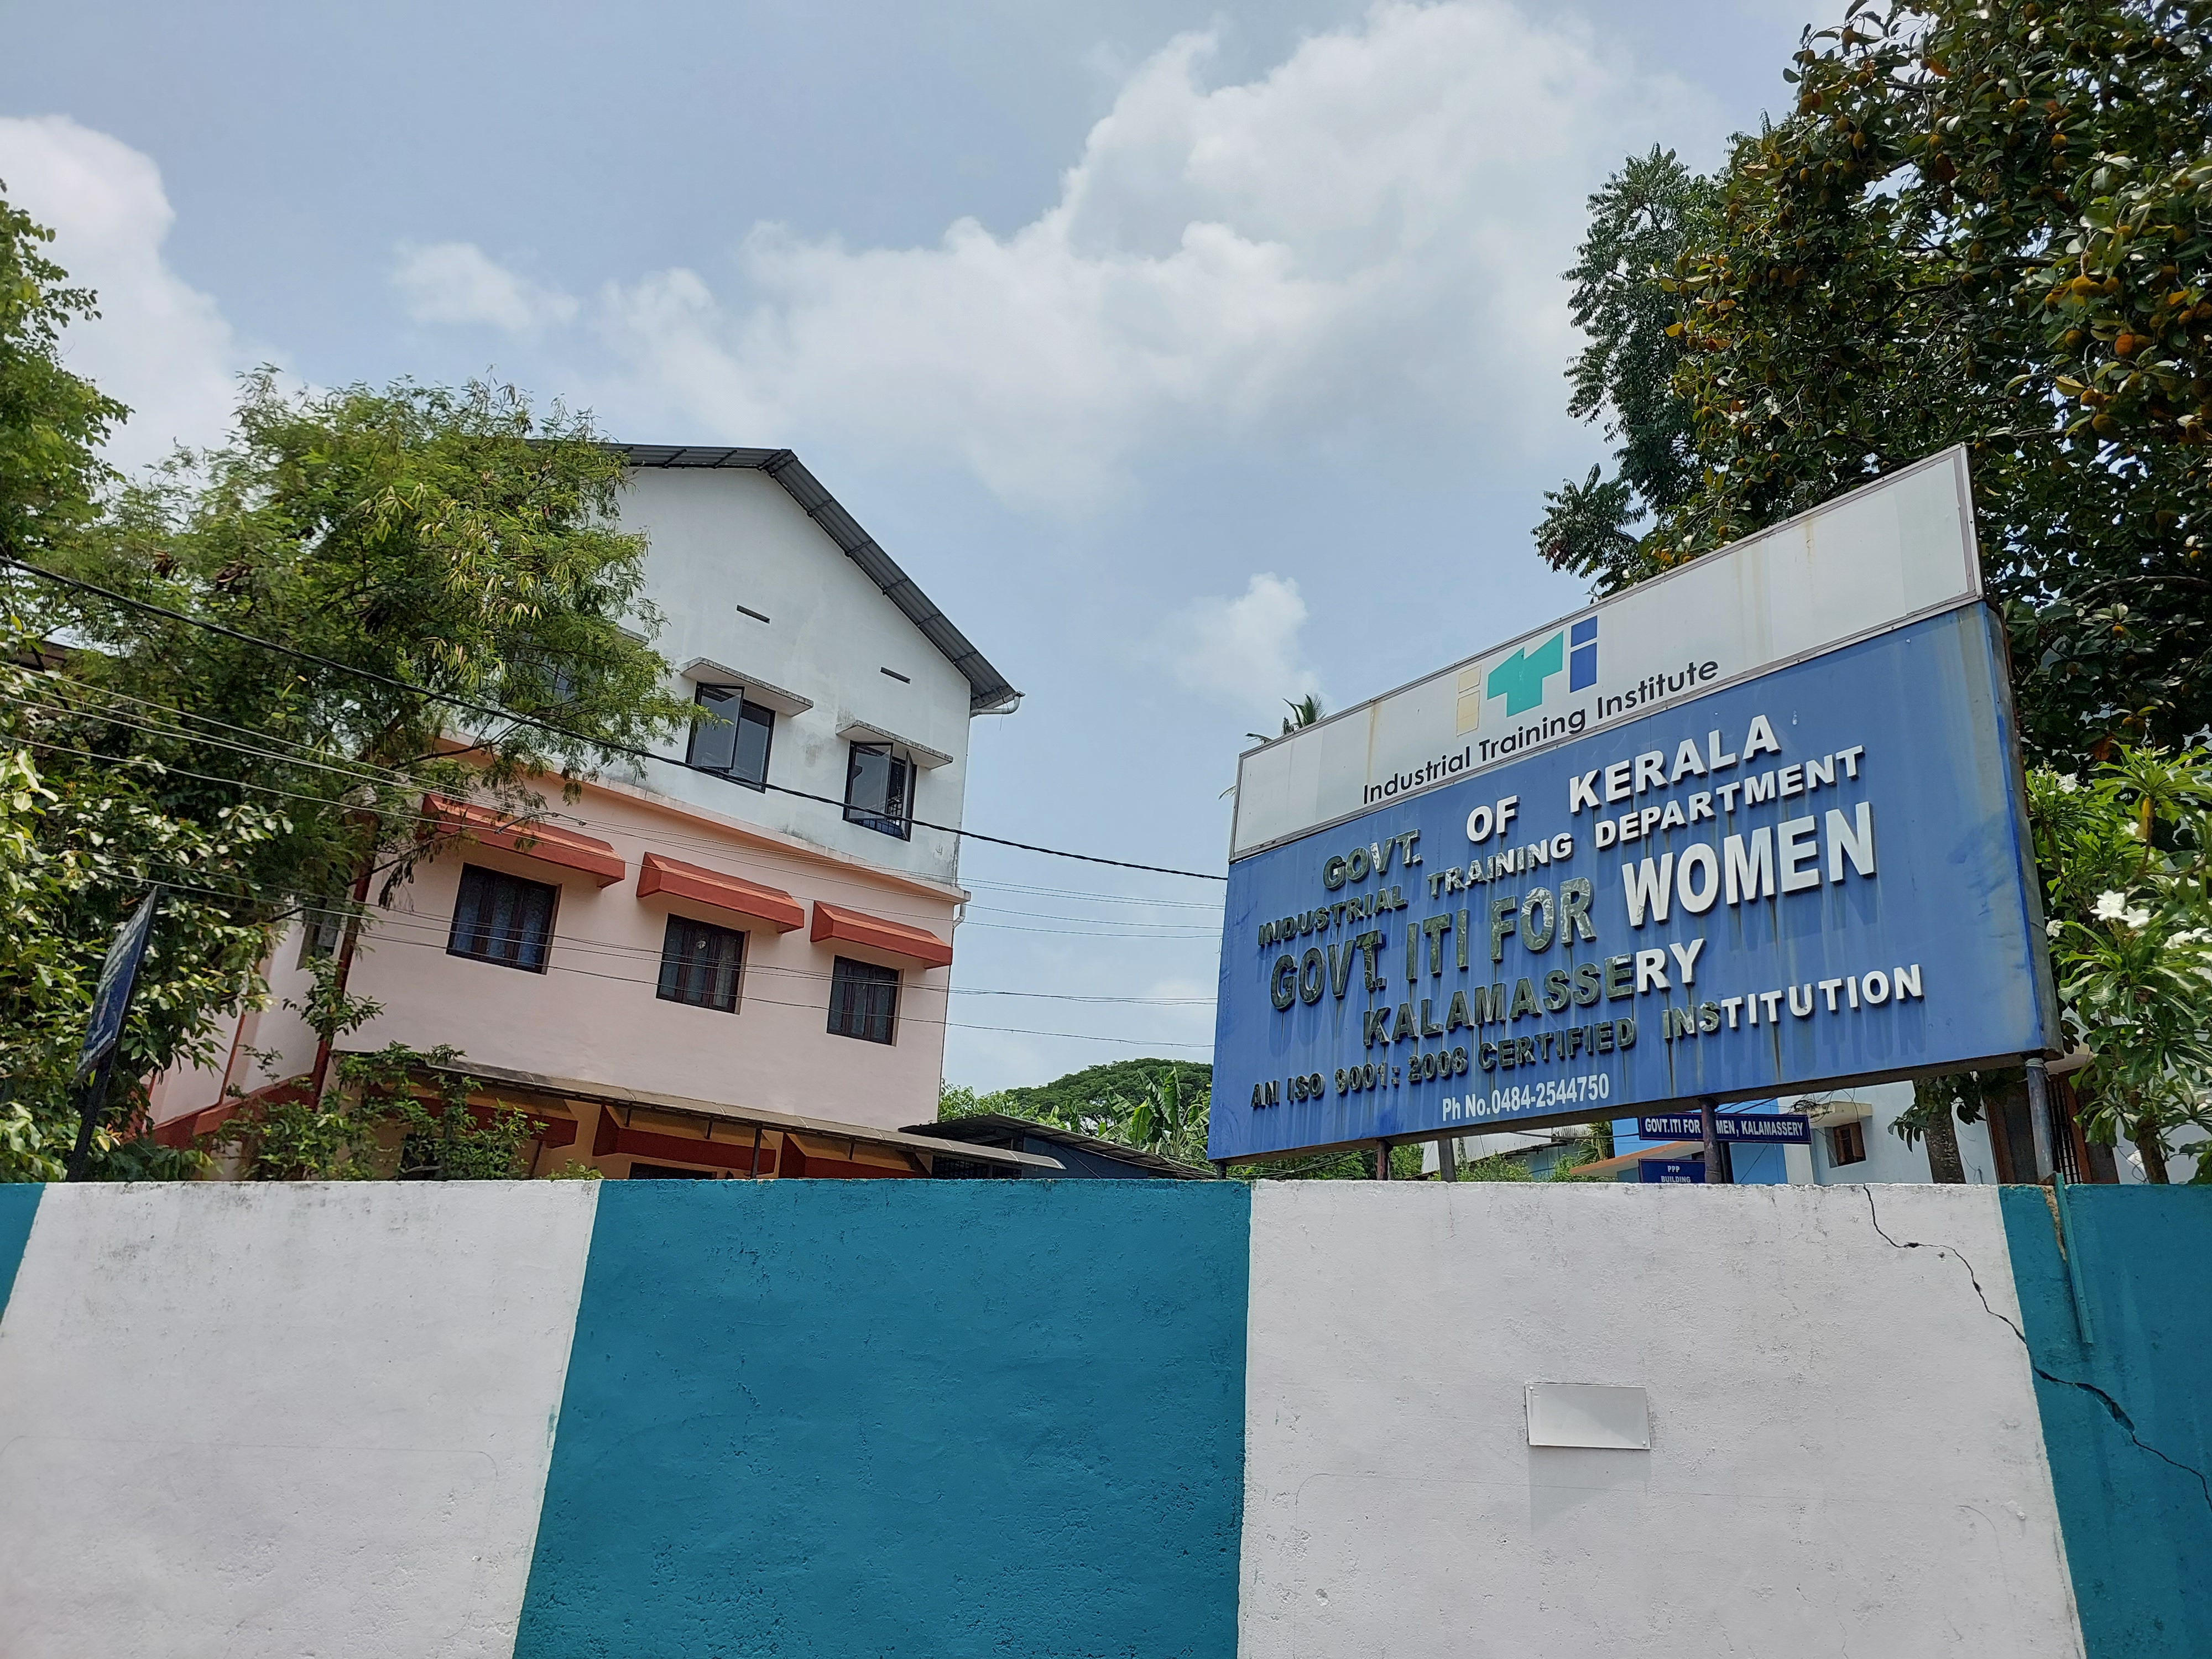 iTi
Industrial Training Institute
GOVT. OF KERALA
INDUSTRIAL TRAINING DEPARTMENT
GOVT. ITI FOR WOMEN
KALAMASSERY
AN ISO 9001: 2008 CERTIFIED INSTITUTION
Ph No.0484-2544750
GOVT.ITI FOR MEN, KALAMASSERY
PPP
BUILDING